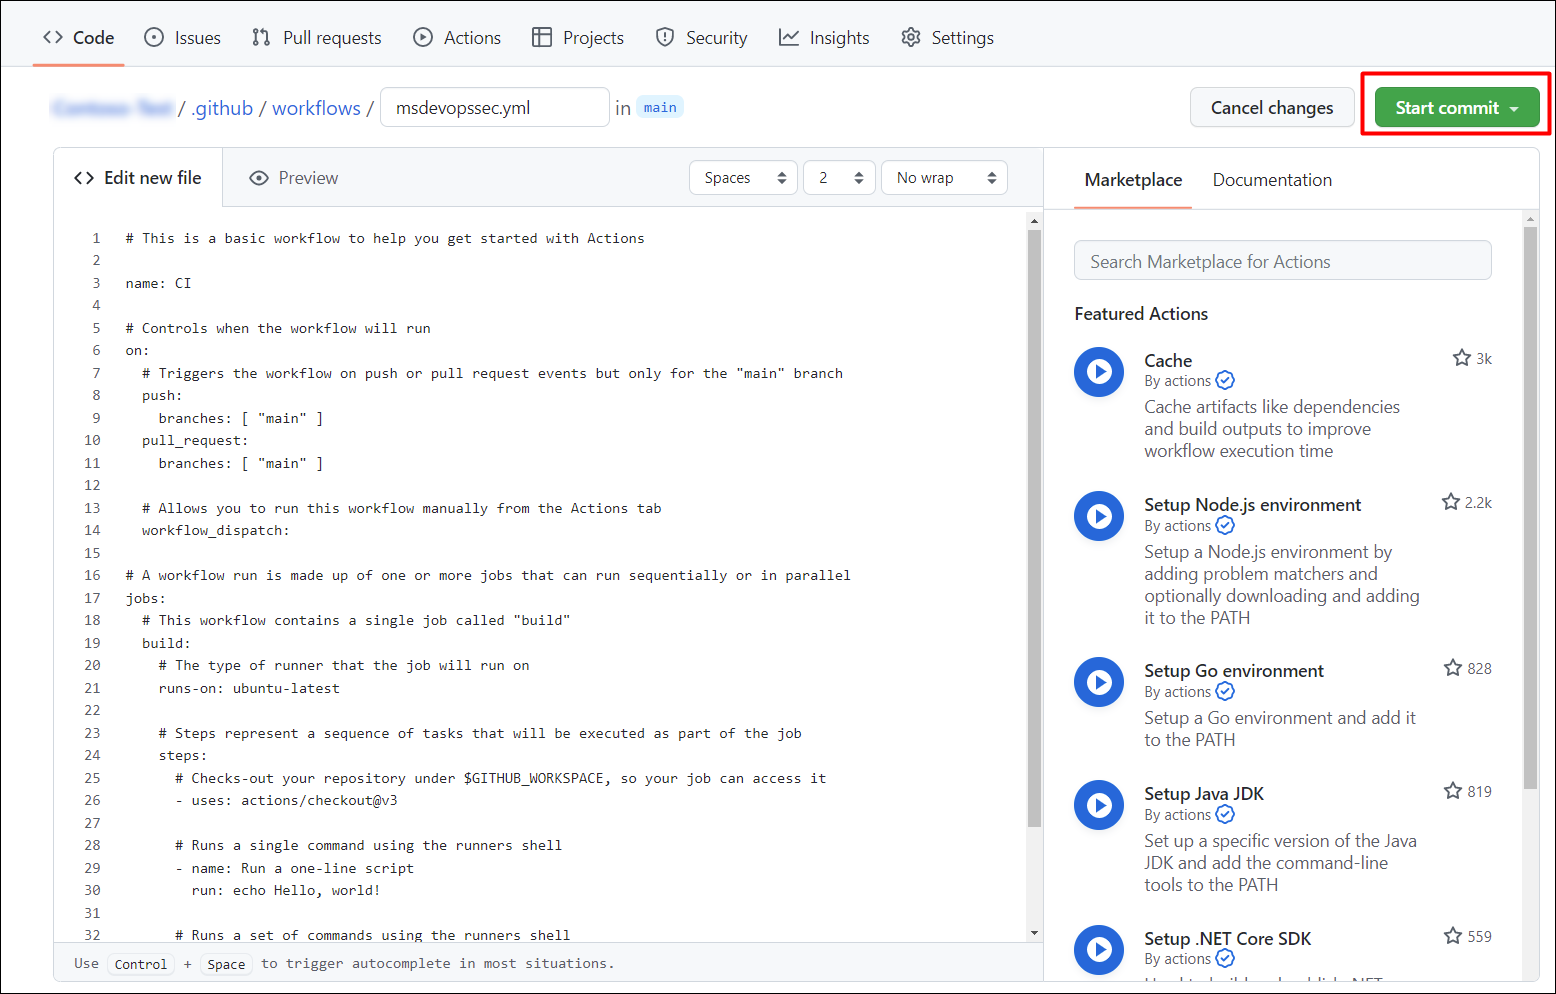 Code Issues Pull requests Actions Projects Security Insights Settings
/ .github / workflows / msdevopssec.yml in main Cancel changes Start commit
Edit new file Preview Spaces 2 No wrap
1 # This is a basic workflow to help you get started with Actions
2
3 name: CI
4
5 # Controls when the workflow will run
6 on:
7 # Triggers the workflow on push or pull request events but only for the "main" branch
8 push:
9 branches: [ "main" ]
10 pull_request:
11 branches: [ "main" ]
12
13 # Allows you to run this workflow manually from the Actions tab
14 workflow_dispatch:
15
16 # A workflow run is made up of one or more jobs that can run sequentially or in parallel
17 jobs:
18 # This workflow contains a single job called "build"
19 build:
20 # The type of runner that the job will run on
21 runs-on: ubuntu-latest
22
23 # Steps represent a sequence of tasks that will be executed as part of the job
24 steps:
25 # Checks-out your repository under $GITHUB_WORKSPACE, so your job can access it
26 - uses: actions/checkout@v3
27
28 # Runs a single command using the runners shell
29 - name: Run a one-line script
30 run: echo Hello, world!
31
32 # Runs a set of commands using the runners shell
Use Control + Space to trigger autocomplete in most situations.
Marketplace Documentation
Search Marketplace for Actions
Featured Actions
Cache 3k
By actions
Cache artifacts like dependencies
and build outputs to improve
workflow execution time
Setup Node.js environment 2.2k
By actions
Setup a Node.js environment by
adding problem matchers and
optionally downloading and adding
it to the PATH
Setup Go environment 828
By actions
Setup a Go environment and add it
to the PATH
Setup Java JDK 819
By actions
Set up a specific version of the Java
JDK and add the command-line
tools to the PATH
Setup .NET Core SDK 559
By actions